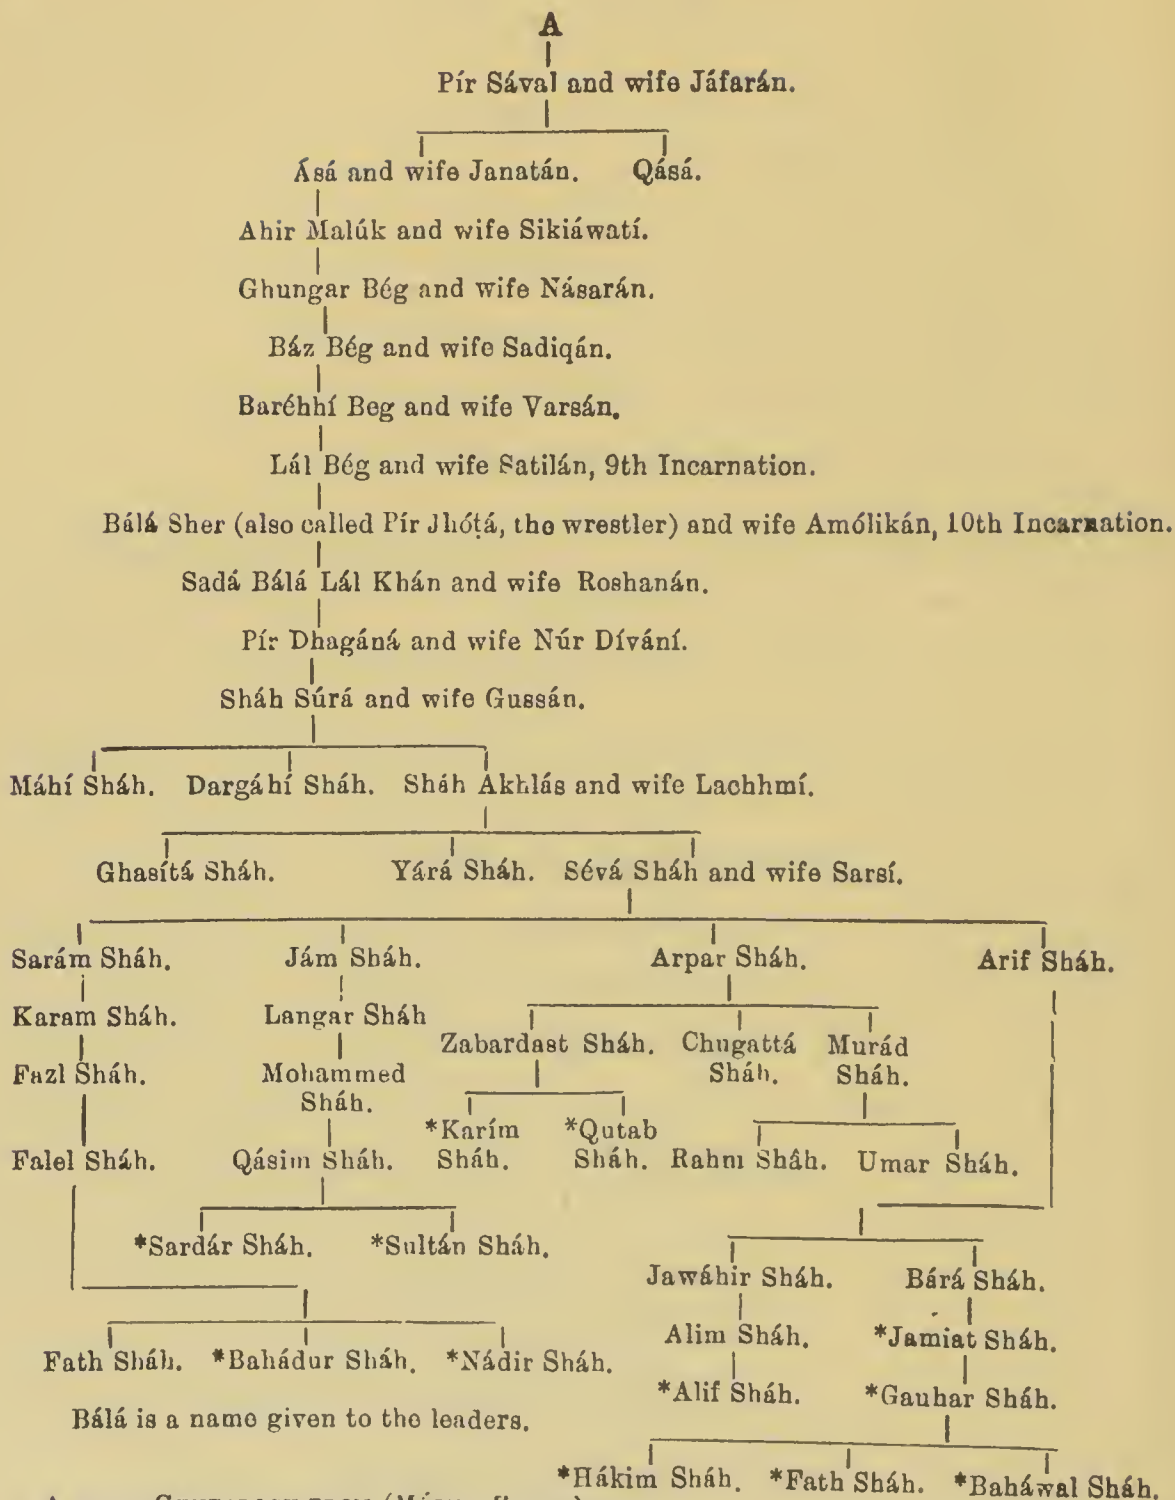 A
Pír Sával and wife Jáfarán.
Ásá and wife Janatán. Qásá.
Ahir Malúk and wife Sikiáwatí.
Ghungar Bég and wife Násarán.
Báz Bég and wife Sadiqán.
Baréhhí Beg and wife Varsán.
Lál Bég and wife Satilán, 9th Incarnation.
Bálá Sher (also called Pír Jhótá, the wrestler) and wife Amólikán, 10th Incarnation.
Sadá Bálá Lál Khán and wife Roshanán.
Pír Dhagáná and wife Núr Dívání.
Sháh Súrá and wife Gussán.
Máhí Sháh. Dargáhí Sháh. Sháh Akhlás and wife Lachhmí.
Ghasítá Sháh. Yárá Sháh. Sévá Sháh and wife Sarsí.
Sarám Sháh. Jám Sháh. Arpar Sháh. Arif Sháh.
Karam Sháh. Langar Sháh
Zabardast Sháh. Chugattá Murád
Sháh. Sháh.
Fazl Sháh. Mohammed
Sháh.
*Karím *Qutab
Sháh. Sháh.
Falel Sháh. Qásim Sháh. Rahm Sháh. Umar Sháh.
*Sardár Sháh. *Sultán Sháh.
Jawáhir Sháh. Bárá Sháh.
Alim Sháh. *Jamiat Sháh.
Fath Sháh. *Bahádur Sháh. *Nádir Sháh.
*Alif Sháh. *Gauhar Sháh.
Bálá is a name given to the leaders.
*Hákim Sháh. *Fath Sháh. *Baháwal Sháh.